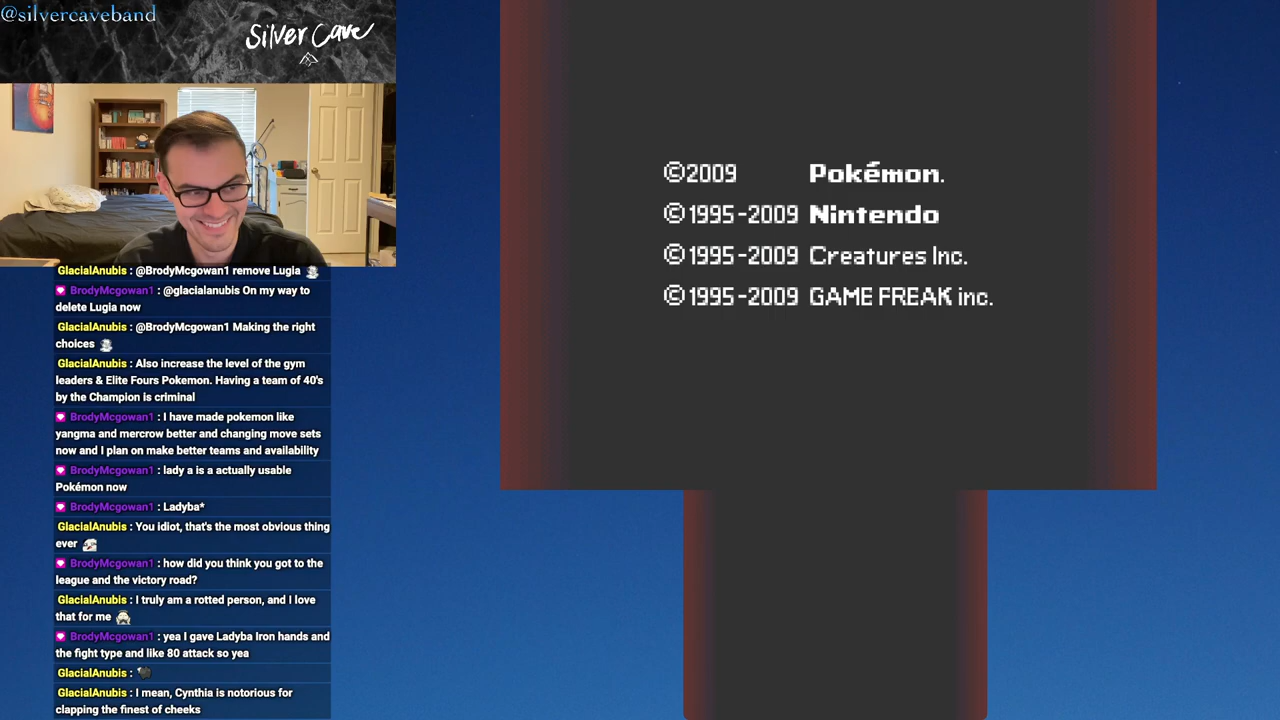 @silvercaveband
Silver Cave
GlacialAnubis : @BrodyMcgowan1 remove Lugia
BrodyMcgowan1 : @glacialanubis On my way to
delete Lugia now
GlacialAnubis : @BrodyMcgowan1 Making the right
choices
GlacialAnubis : Also increase the level of the gym
leaders & Elite Fours Pokemon. Having a team of 40's
by the Champion is criminal
BrodyMcgowan1 : I have made pokemon like
yangma and mercrow better and changing move sets
now and I plan on make better teams and availability
BrodyMcgowan1 : lady a is a actually usable
Pokémon now
BrodyMcgowan1 : Ladyba*
GlacialAnubis : You idiot, that's the most obvious thing
ever
BrodyMcgowan1 : how did you think you got to the
league and the victory road?
GlacialAnubis : I truly am a rotted person, and I love
that for me
BrodyMcgowan1 : yea I gave Ladyba Iron hands and
the fight type and like 80 attack so yea
GlacialAnubis :
GlacialAnubis : I mean, Cynthia is notorious for
clapping the finest of cheeks
©2009 Pokémon.
©1995-2009 Nintendo
©1995-2009 Creatures Inc.
©1995-2009 GAME FREAK inc.